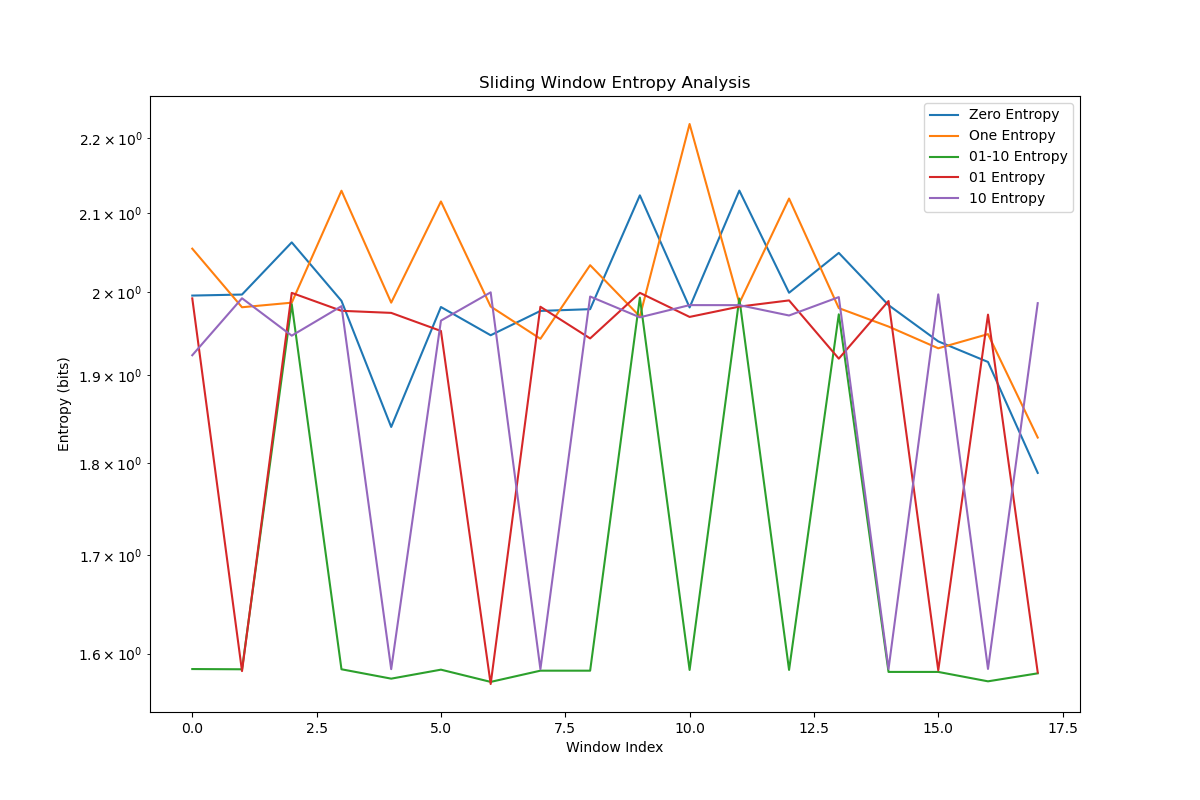 Sliding Window Entropy Analysis
Zero Entropy
One Entropy
01-10 Entropy
01 Entropy
10 Entropy
2.2 × 10⁰
2.1 × 10⁰
2 × 10⁰
1.9 × 10⁰
1.8 × 10⁰
1.7 × 10⁰
1.6 × 10⁰
Entropy (bits)
0.0 2.5 5.0 7.5 10.0 12.5 15.0 17.5
Window Index